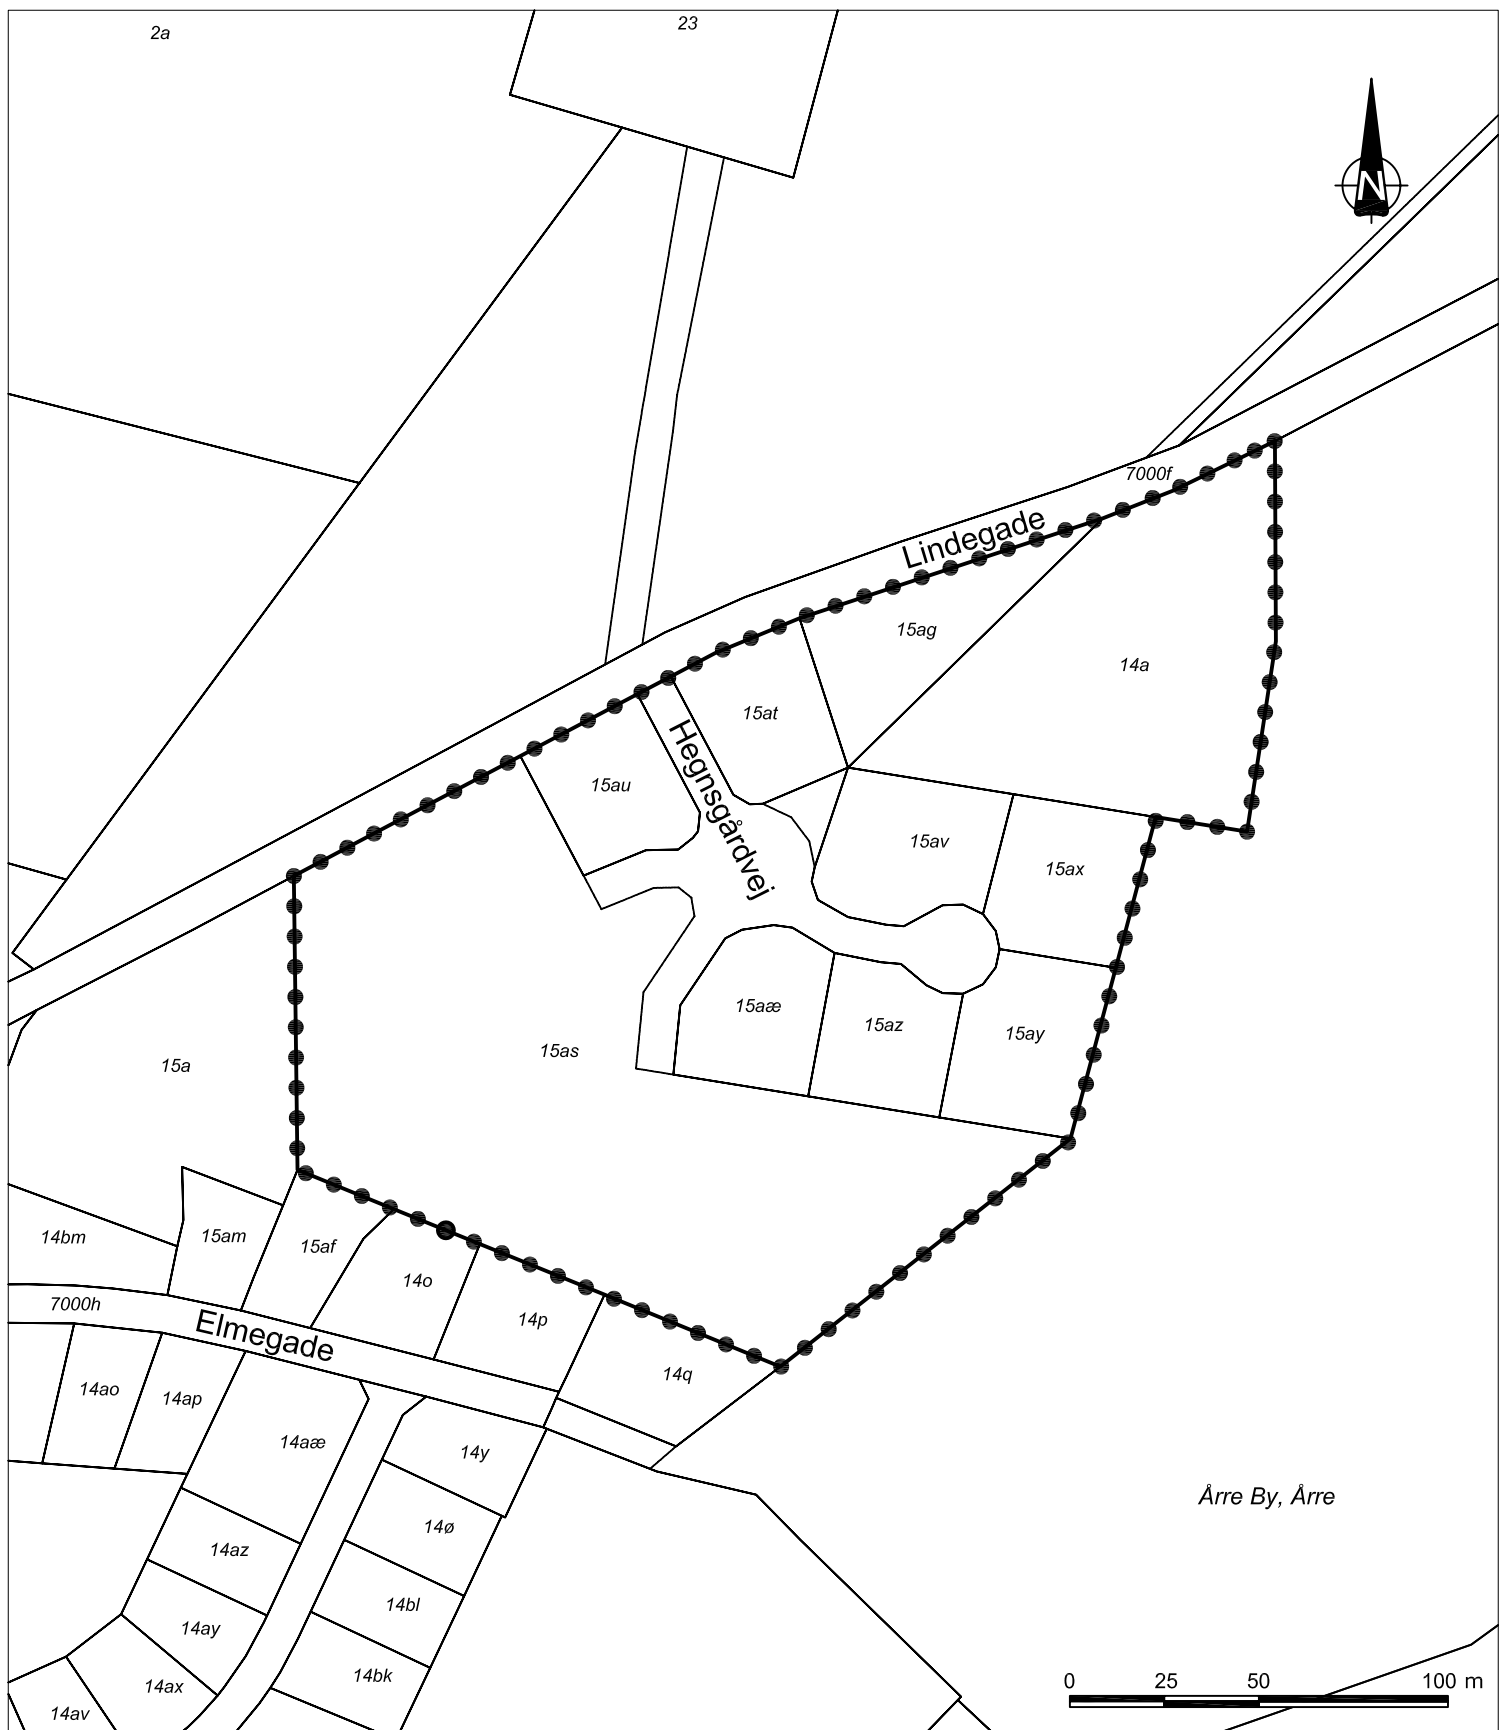 2a
23
N
7000f
Lindegade
15ag
14a
15at
Hegnsgårdvej
15au
15av
15ax
15aæ
15az
15ay
15as
15a
14bm
15am
15af
14o
7000h
Elmegade
14p
14q
14ao
14ap
14aæ
14y
14ø
14az
14bl
14ay
14bk
14ax
14av
Årre By, Årre
0 25 50 100 m